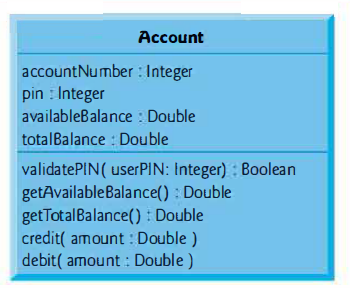 Account
accountNumber : Integer
pin : Integer
availableBalance : Double
totalBalance : Double
validatePIN( userPIN: Integer) : Boolean
getAvailableBalance() : Double
getTotalBalance() : Double
credit( amount : Double )
debit( amount : Double )